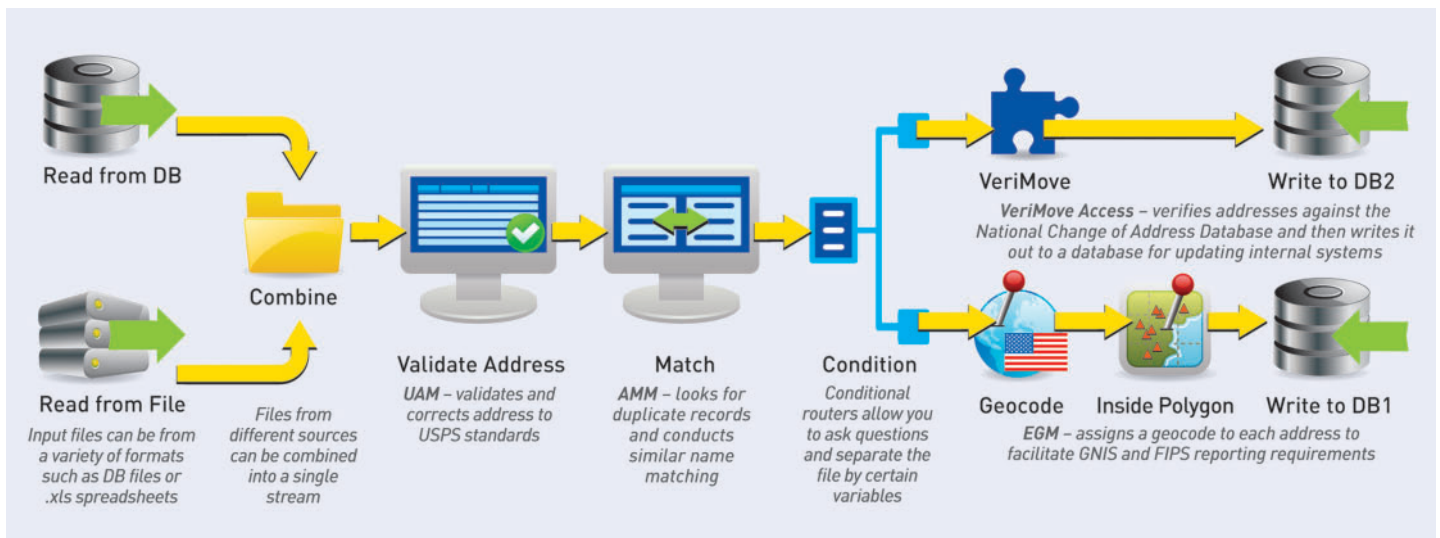 Read from DB
Read from File
Input files can be from
a variety of formats
such as DB files or
.xls spreadsheets
Combine
Files from
different sources
can be combined
into a single
stream
Validate Address
UAM – validates and
corrects address to
USPS standards
Match
AMM – looks for
duplicate records
and conducts
similar name
matching
Condition
Conditional
routers allow you
to ask questions
and separate the
file by certain
variables
VeriMove
Write to DB2
VeriMove Access – verifies addresses against the
National Change of Address Database and then writes it
out to a database for updating internal systems
Geocode
Inside Polygon
Write to DB1
EGM – assigns a geocode to each address to
facilitate GNIS and FIPS reporting requirements